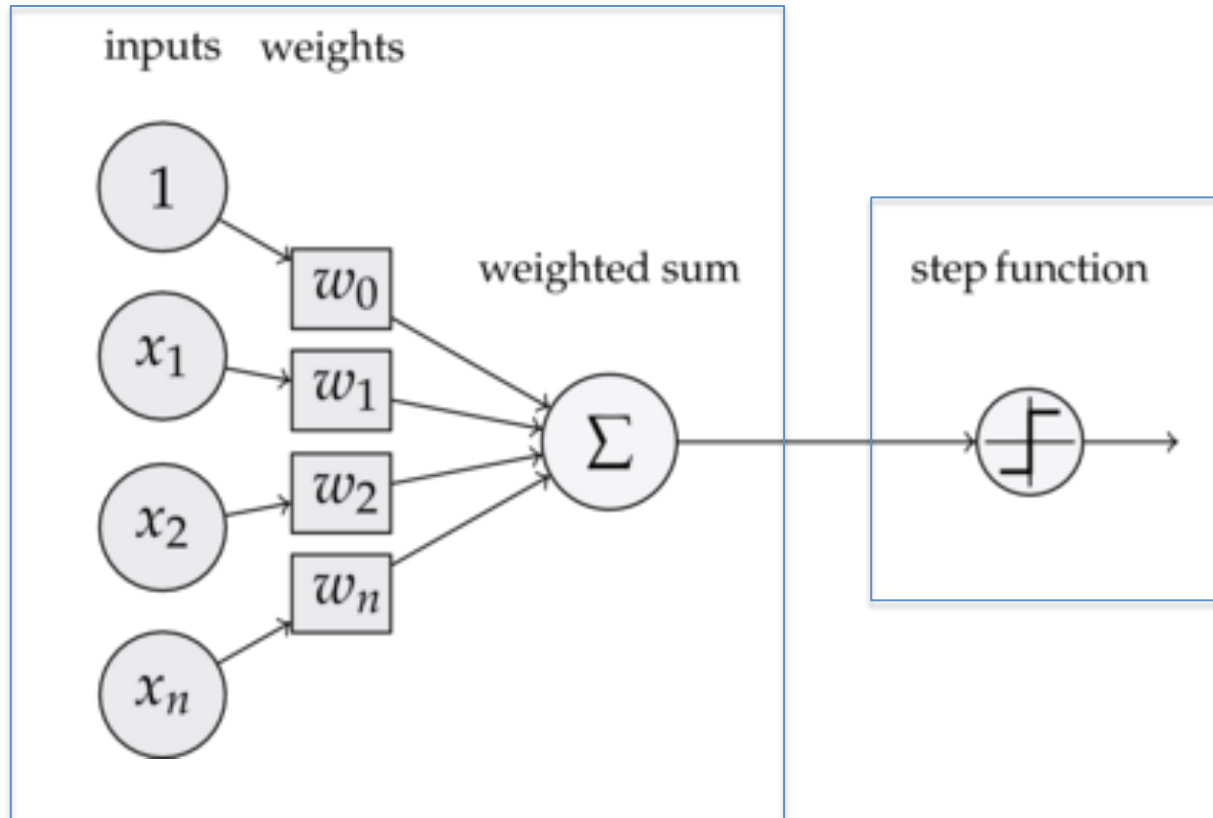 inputs weights
1
w₀
weighted sum
step function
x₁
w₁
Σ
x₂
w₂
wₙ
xₙ